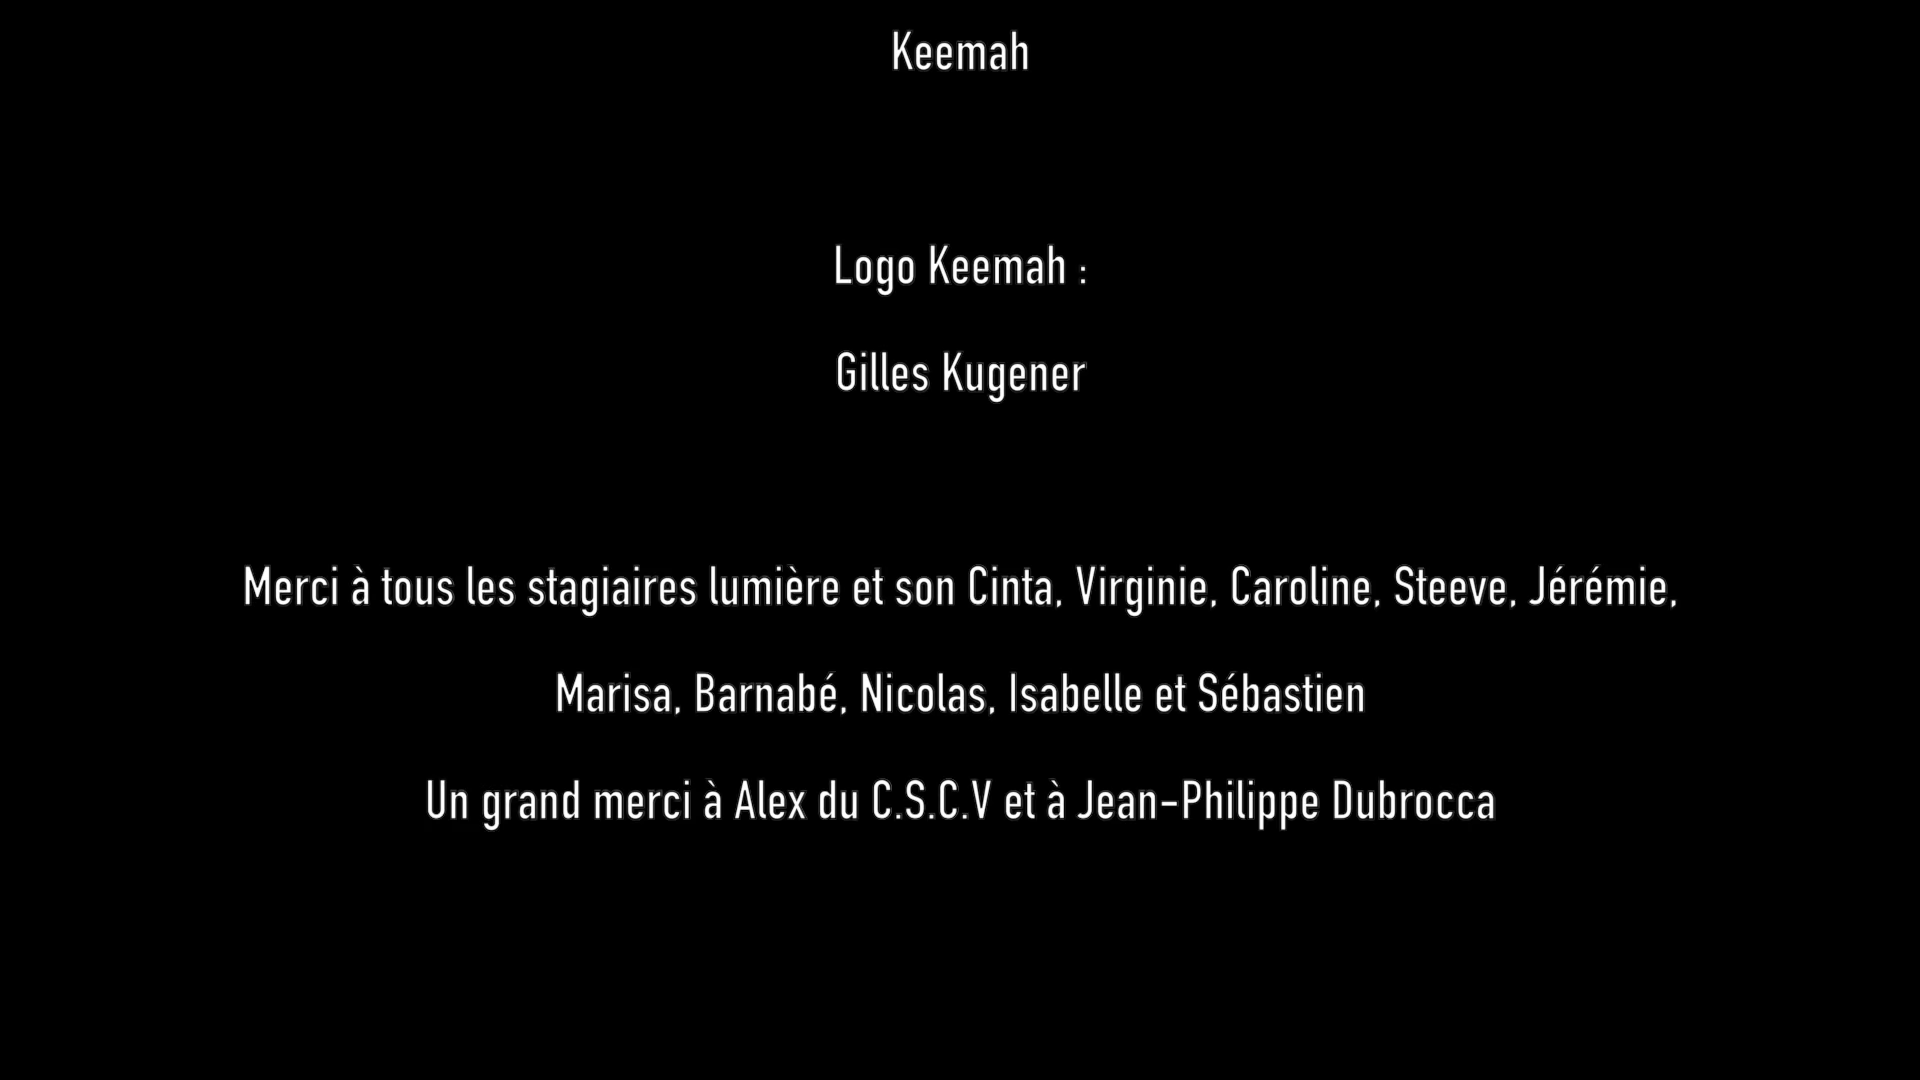 Keemah
Logo Keemah :
Gilles Kugener
Merci à tous les stagiaires lumière et son Cinta, Virginie, Caroline, Steeve, Jérémie,
Marisa, Barnabé, Nicolas, Isabelle et Sébastien
Un grand merci à Alex du C.S.C.V et à Jean-Philippe Dubrocca